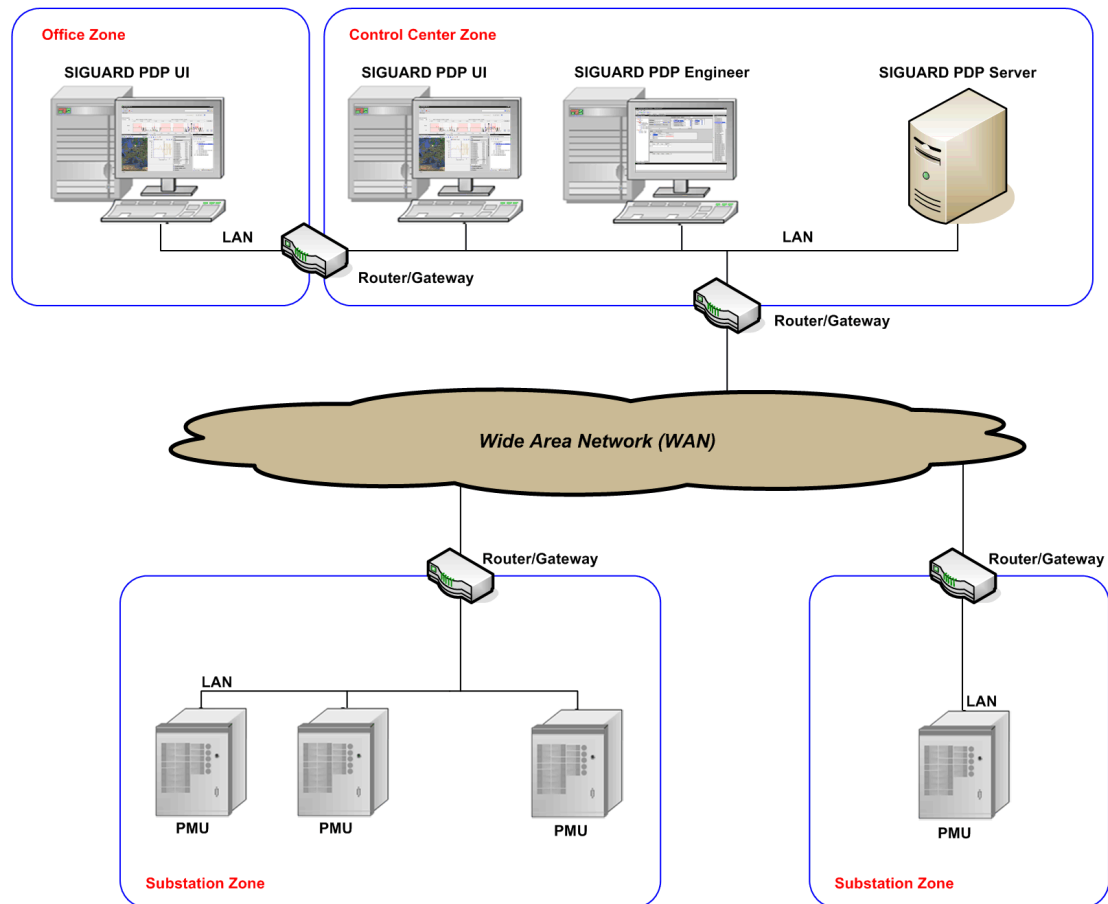 Office Zone
Control Center Zone
SIGUARD PDP UI
SIGUARD PDP UI
SIGUARD PDP Engineer
SIGUARD PDP Server
LAN
LAN
Router/Gateway
Router/Gateway
Wide Area Network (WAN)
Router/Gateway
Router/Gateway
LAN
LAN
PMU
PMU
PMU
PMU
Substation Zone
Substation Zone